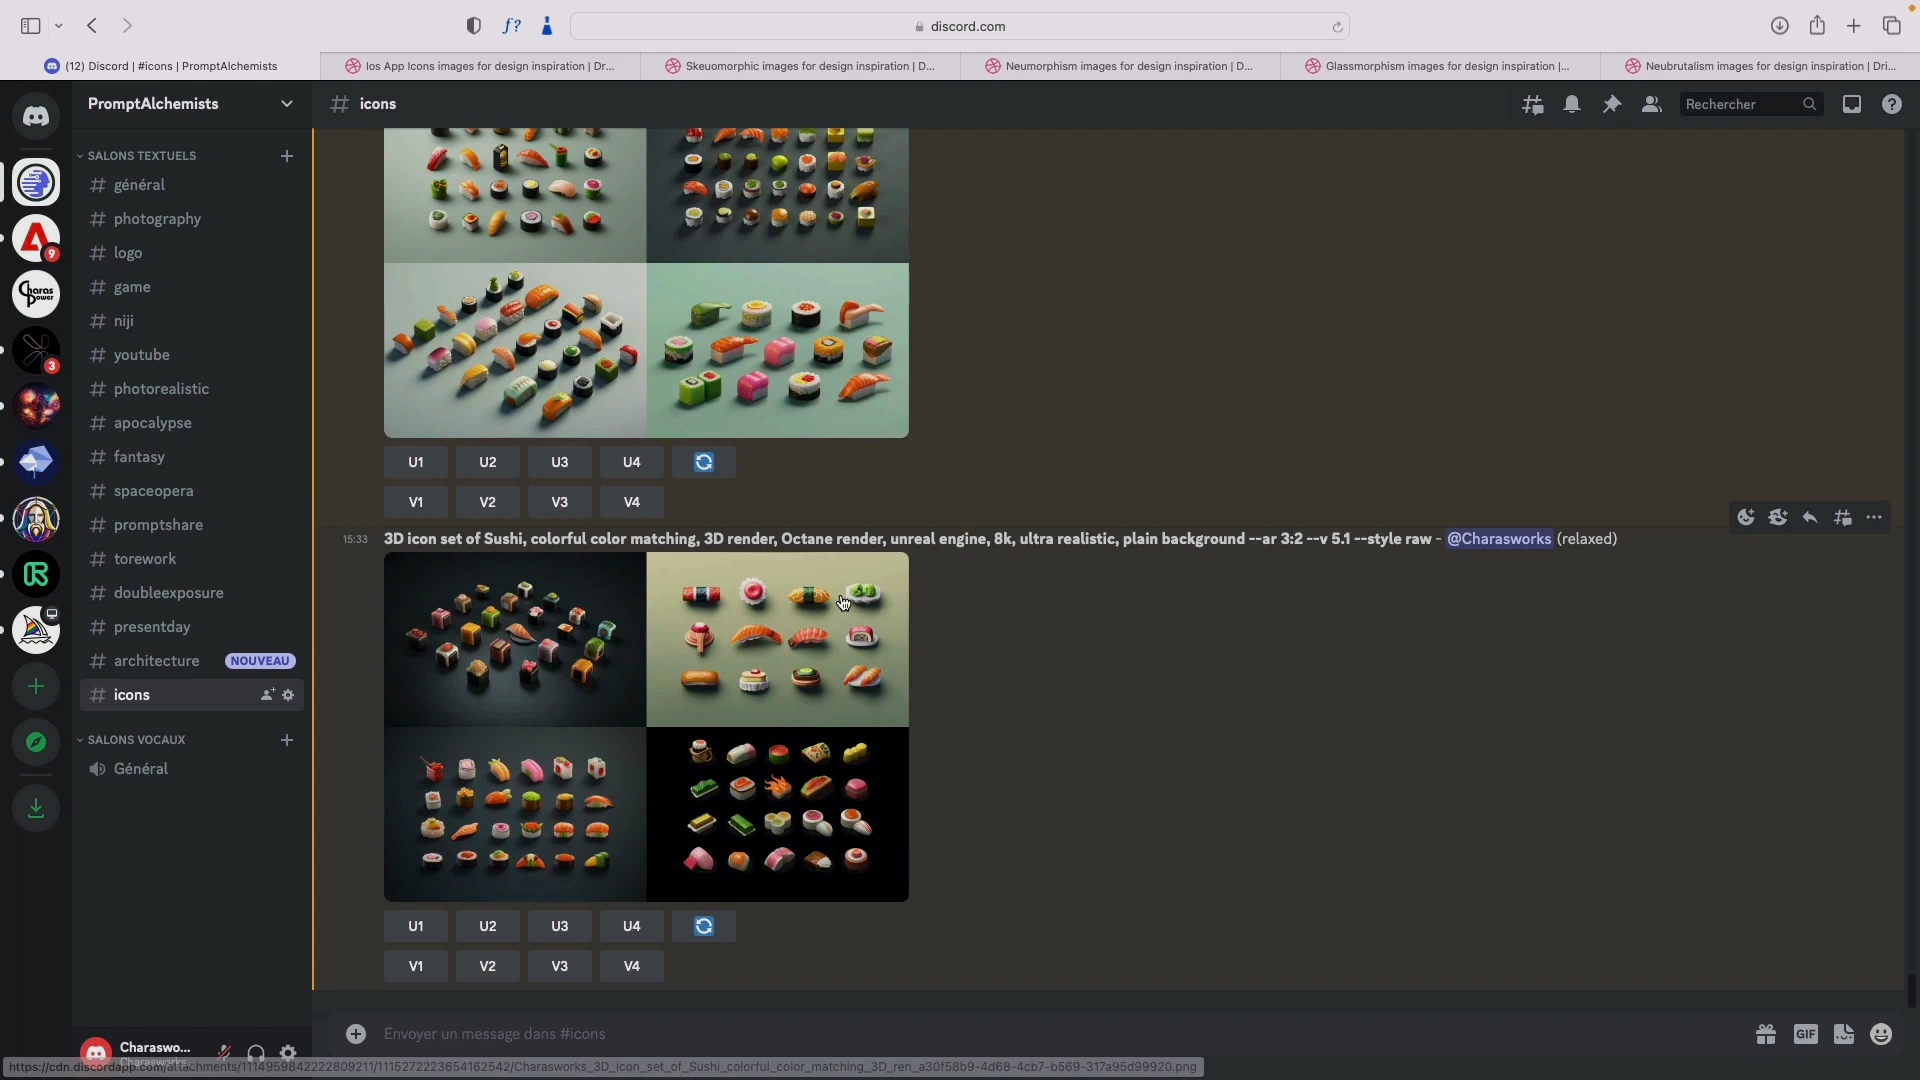 discord.com
(12) Discord | #icons | PromptAlchemists
Ios App Icons images for design inspiration | Dr...
Skeuomorphic images for design inspiration | D...
Neumorphism images for design inspiration | D...
Glassmorphism images for design inspiration |...
Neubrutalism images for design inspiration | Dri...
PromptAlchemists
icons
Rechercher
SALONS TEXTUELS
général
photography
logo
game
niji
youtube
photorealistic
apocalypse
fantasy
spaceopera
promptshare
torework
doubleexposure
presentday
architecture NOUVEAU
icons
SALONS VOCAUX
Général
9
Charas Power
3
U1 U2 U3 U4
V1 V2 V3 V4
15:33 3D icon set of Sushi, colorful color matching, 3D render, Octane render, unreal engine, 8k, ultra realistic, plain background --ar 3:2 --v 5.1 --style raw - @Charasworks (relaxed)
U1 U2 U3 U4
V1 V2 V3 V4
Envoyer un message dans #icons
GIF
Charaswo...
Charasworks
https://cdn.discordapp.com/attachments/1114959842222809211/1115272223654162542/Charasworks_3D_icon_set_of_Sushi_colorful_color_matching_3D_ren_a30f58b9-4d68-4cb7-b569-317a95d99920.png